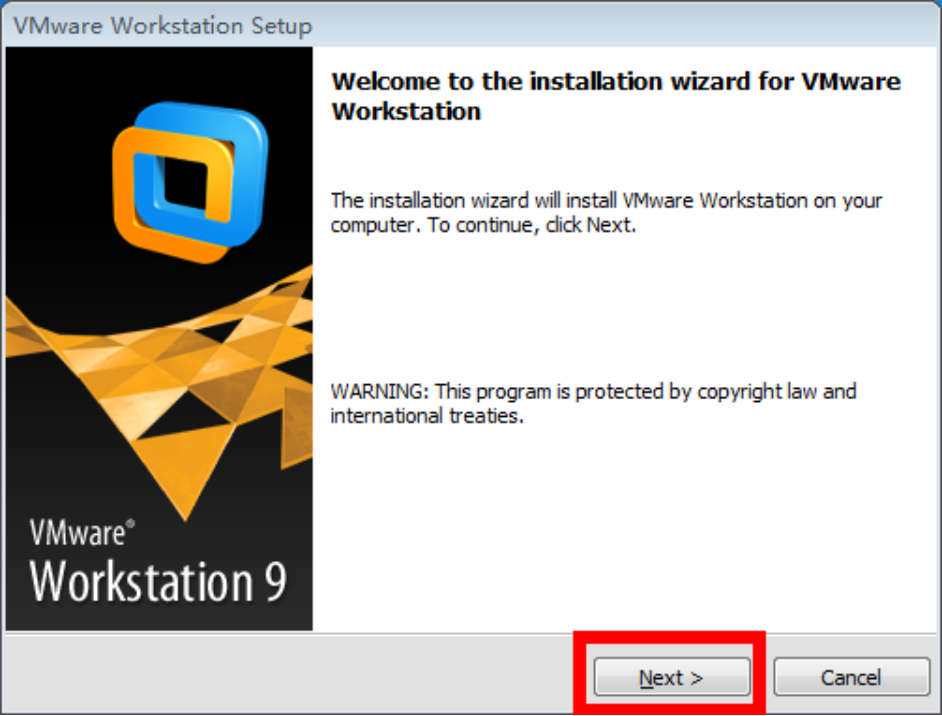 VMware Workstation Setup
Welcome to the installation wizard for VMware
Workstation
The installation wizard will install VMware Workstation on your
computer. To continue, click Next.
WARNING: This program is protected by copyright law and
international treaties.
VMware®
Workstation 9
Next >
Cancel